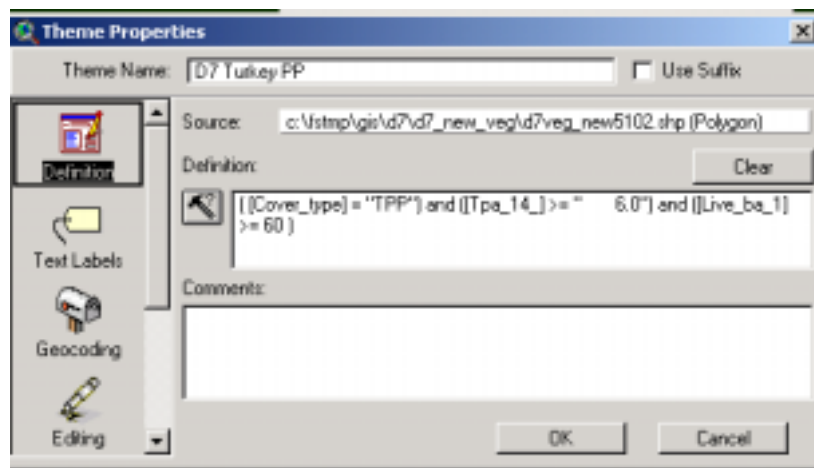 Theme Properties
Theme Name: D7 Turkey PP Use Suffix
Source: c:\fstmp\gis\d7\d7_new_veg\d7veg_new5102.shp (Polygon)
Definition: Clear
( [Cover_type] = "TPP") and ([Tpa_14_] >= " 6.0") and ([Live_ba_1]
>= 60 )
Comments:
Definition
Text Labels
Geocoding
Editing
OK Cancel